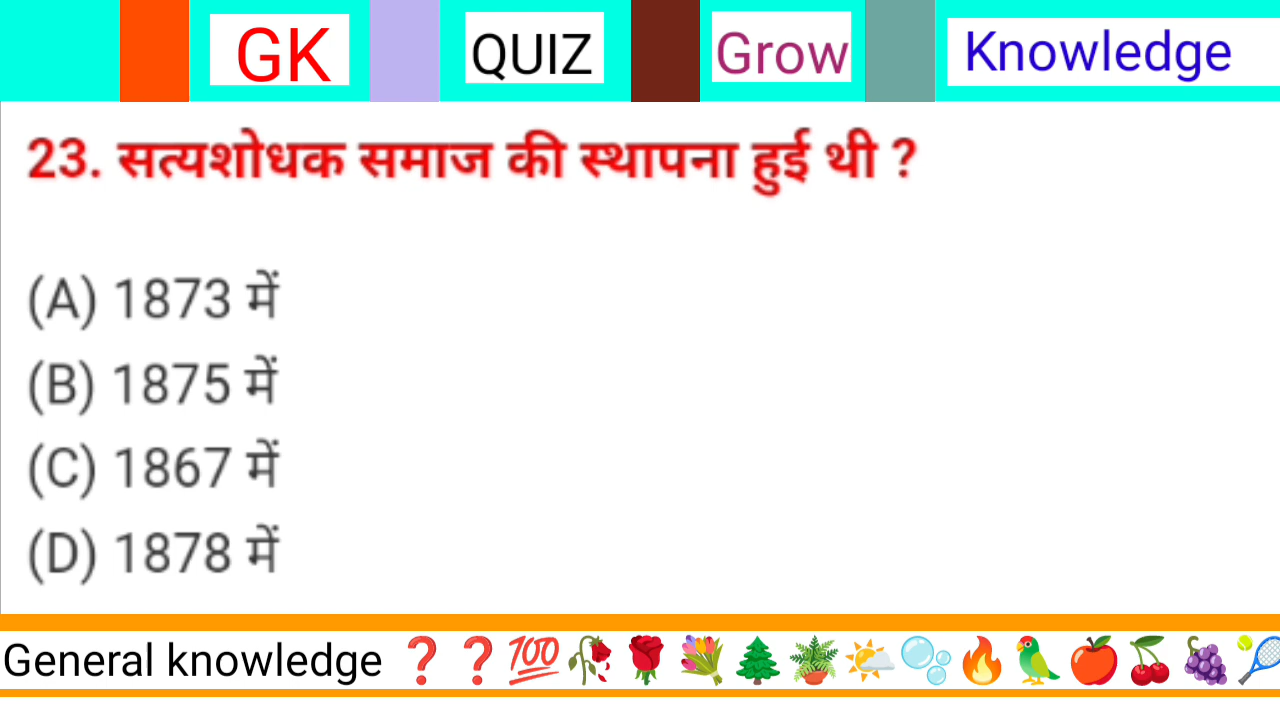 GK QUIZ Grow Knowledge
23. सत्यशोधक समाज की स्थापना हुई थी ?
(A) 1873 में
(B) 1875 में
(C) 1867 में
(D) 1878 में
General knowledge ❓❓💯🥀🌹💐🌲🪴🌤️🫧🔥🦜🍎🍒🍇🎾